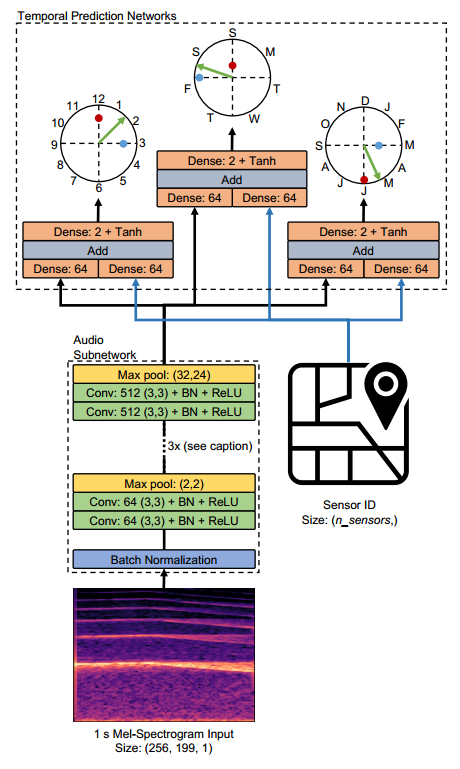 Temporal Prediction Networks
S
M
T
W
T
F
S
12
1
2
3
4
5
6
7
8
9
10
11
D
J
F
M
A
M
J
J
A
S
O
N
Dense: 2 + Tanh
Add
Dense: 64
Dense: 64
Dense: 2 + Tanh
Add
Dense: 64
Dense: 64
Dense: 2 + Tanh
Add
Dense: 64
Dense: 64
Audio
Subnetwork
Max pool: (32,24)
Conv: 512 (3,3) + BN + ReLU
Conv: 512 (3,3) + BN + ReLU
3x (see caption)
Max pool: (2,2)
Conv: 64 (3,3) + BN + ReLU
Conv: 64 (3,3) + BN + ReLU
Batch Normalization
Sensor ID
Size: (n_sensors,)
1 s Mel-Spectrogram Input
Size: (256, 199, 1)